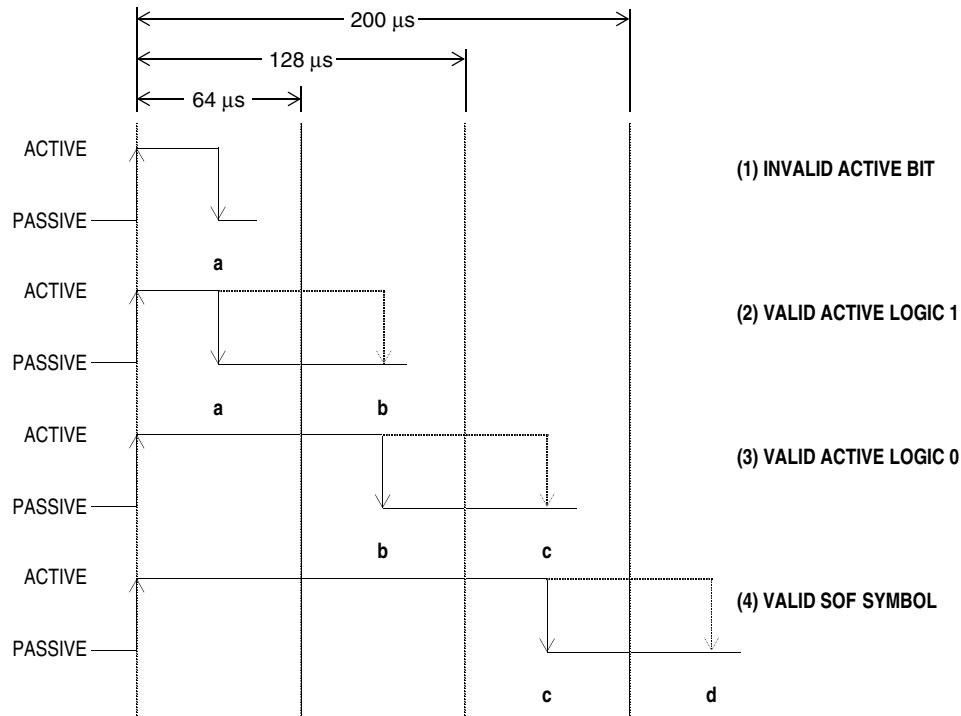 200 μs
128 μs
64 μs
ACTIVE
(1) INVALID ACTIVE BIT
PASSIVE
a
ACTIVE
(2) VALID ACTIVE LOGIC 1
PASSIVE
a b
ACTIVE
(3) VALID ACTIVE LOGIC 0
PASSIVE
b c
ACTIVE
(4) VALID SOF SYMBOL
PASSIVE
c d